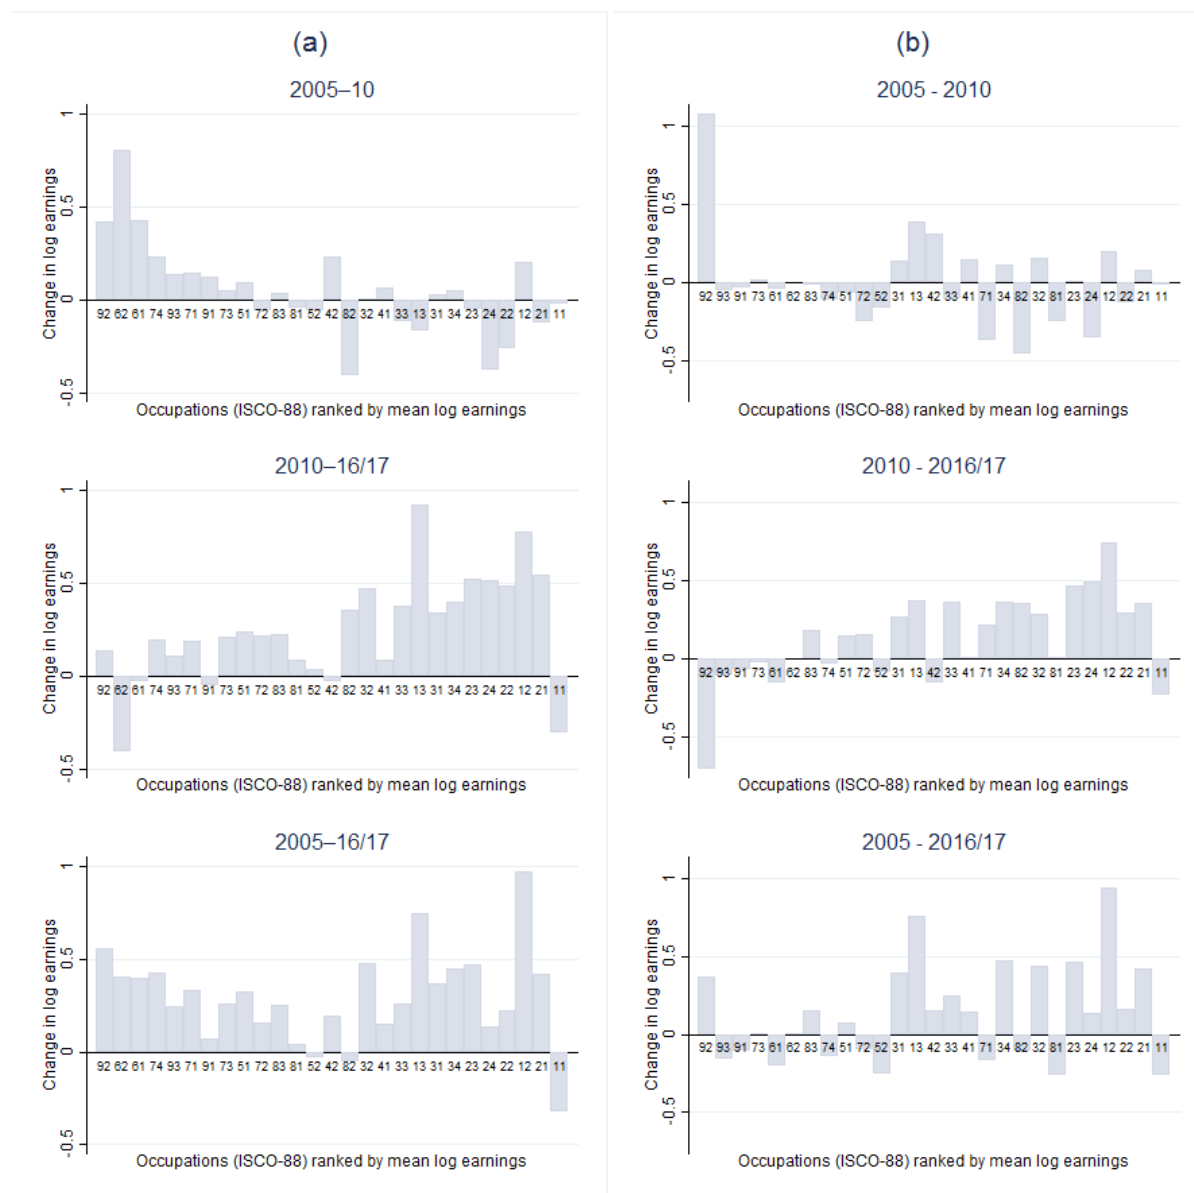 (a)
2005–10
Change in log earnings
1
0.5
0
-0.5
92 62 61 74 93 71 91 73 51 72 83 81 52 42 82 32 41 33 13 31 34 23 24 22 12 21 11
Occupations (ISCO-88) ranked by mean log earnings
2010–16/17
Change in log earnings
1
0.5
0
-0.5
92 62 61 74 93 71 91 73 51 72 83 81 52 42 82 32 41 33 13 31 34 23 24 22 12 21 11
Occupations (ISCO-88) ranked by mean log earnings
2005–16/17
Change in log earnings
1
0.5
0
-0.5
92 62 61 74 93 71 91 73 51 72 83 81 52 42 82 32 41 33 13 31 34 23 24 22 12 21 11
Occupations (ISCO-88) ranked by mean log earnings
(b)
2005 - 2010
Change in log earnings
1
0.5
0
-0.5
92 93 91 73 61 62 83 74 51 72 52 31 13 42 33 41 71 34 82 32 81 23 24 12 22 21 11
Occupations (ISCO-88) ranked by mean log earnings
2010 - 2016/17
Change in log earnings
1
0.5
0
-0.5
92 93 91 73 61 62 83 74 51 72 52 31 13 42 33 41 71 34 82 32 81 23 24 12 22 21 11
Occupations (ISCO-88) ranked by mean log earnings
2005 - 2016/17
Change in log earnings
1
0.5
0
-0.5
92 93 91 73 61 62 83 74 51 72 52 31 13 42 33 41 71 34 82 32 81 23 24 12 22 21 11
Occupations (ISCO-88) ranked by mean log earnings